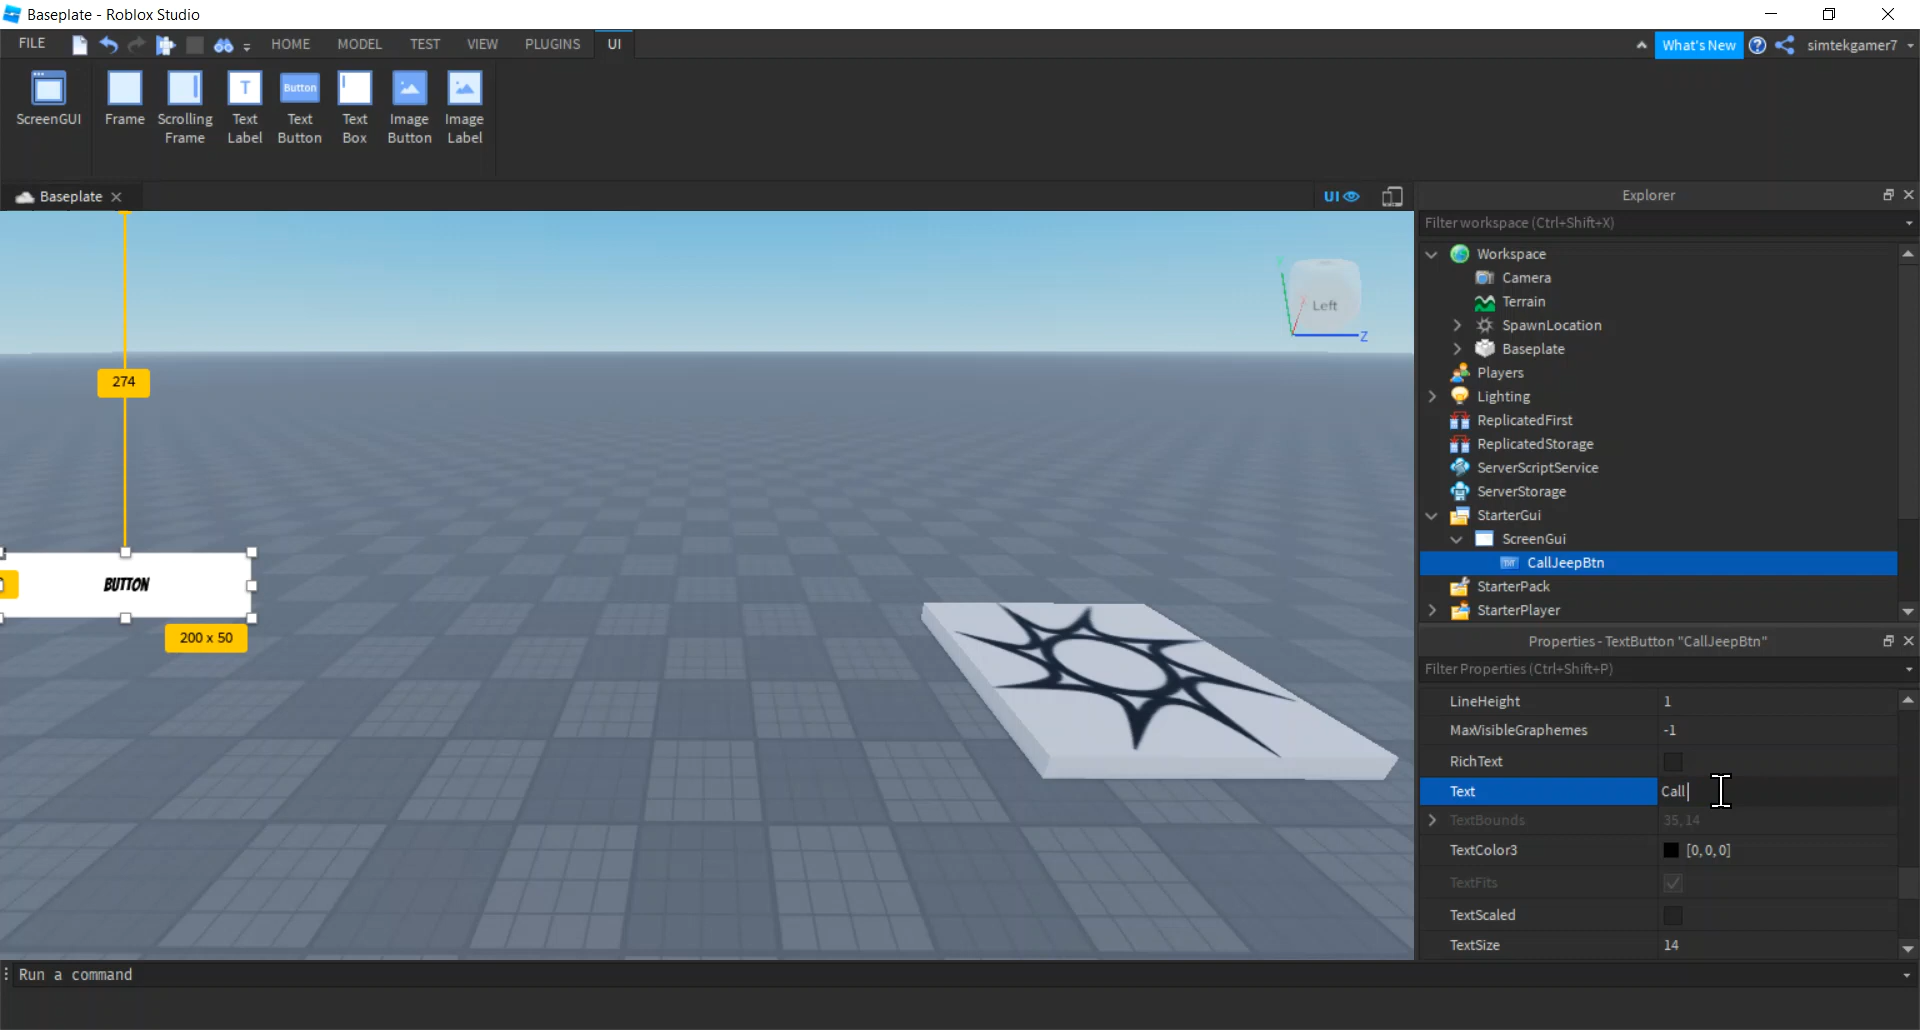 Baseplate - Roblox Studio
FILE
HOME
MODEL
TEST
VIEW
PLUGINS
UI
What's New
simtekgamer7
ScreenGUI
Frame
Scrolling
Frame
T
Text
Label
Button
Text
Button
Text
Box
Image
Button
Image
Label
Baseplate
UI
274
Left
Z
BUTTON
200 x 50
Explorer
Filter workspace (Ctrl+Shift+X)
Workspace
Camera
Terrain
SpawnLocation
Baseplate
Players
Lighting
ReplicatedFirst
ReplicatedStorage
ServerScriptService
ServerStorage
StarterGui
ScreenGui
CallJeepBtn
StarterPack
StarterPlayer
Properties - TextButton "CallJeepBtn"
Filter Properties (Ctrl+Shift+P)
LineHeight 1
MaxVisibleGraphemes -1
RichText
Text Call
TextBounds 35, 14
TextColor3 [0, 0, 0]
TextFits
TextScaled
TextSize 14
Run a command